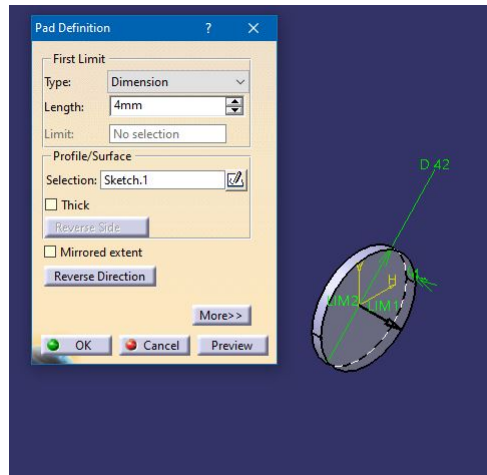 Pad Definition ? ×
First Limit
Type: Dimension
Length: 4mm
Limit: No selection
Profile/Surface
Selection: Sketch.1
Thick
Reverse Side
Mirrored extent
Reverse Direction
More>>
OK Cancel Preview
D 42
V
H
LIM2 LIM1